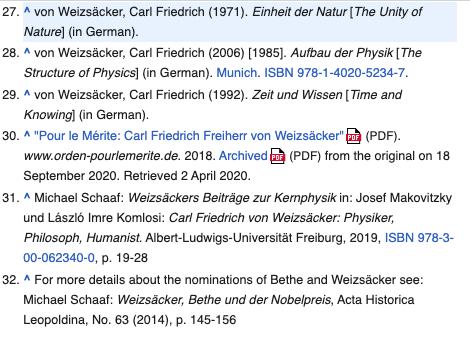 27. ^ von Weizsäcker, Carl Friedrich (1971). Einheit der Natur [The Unity of
Nature] (in German).
28. ^ von Weizsäcker, Carl Friedrich (2006) [1985]. Aufbau der Physik [The
Structure of Physics] (in German). Munich. ISBN 978-1-4020-5234-7.
29. ^ von Weizsäcker, Carl Friedrich (1992). Zeit und Wissen [Time and
Knowing] (in German).
30. ^ "Pour le Mérite: Carl Friedrich Freiherr von Weizsäcker" PDF (PDF).
www.orden-pourlemerite.de. 2018. Archived PDF (PDF) from the original on 18
September 2020. Retrieved 2 April 2020.
31. ^ Michael Schaaf: Weizsäckers Beiträge zur Kernphysik in: Josef Makovitzky
und László Imre Komlosi: Carl Friedrich von Weizsäcker: Physiker,
Philosoph, Humanist. Albert-Ludwigs-Universität Freiburg, 2019, ISBN 978-3-
00-062340-0, p. 19-28
32. ^ For more details about the nominations of Bethe and Weizsäcker see:
Michael Schaaf: Weizsäcker, Bethe und der Nobelpreis, Acta Historica
Leopoldina, No. 63 (2014), p. 145-156